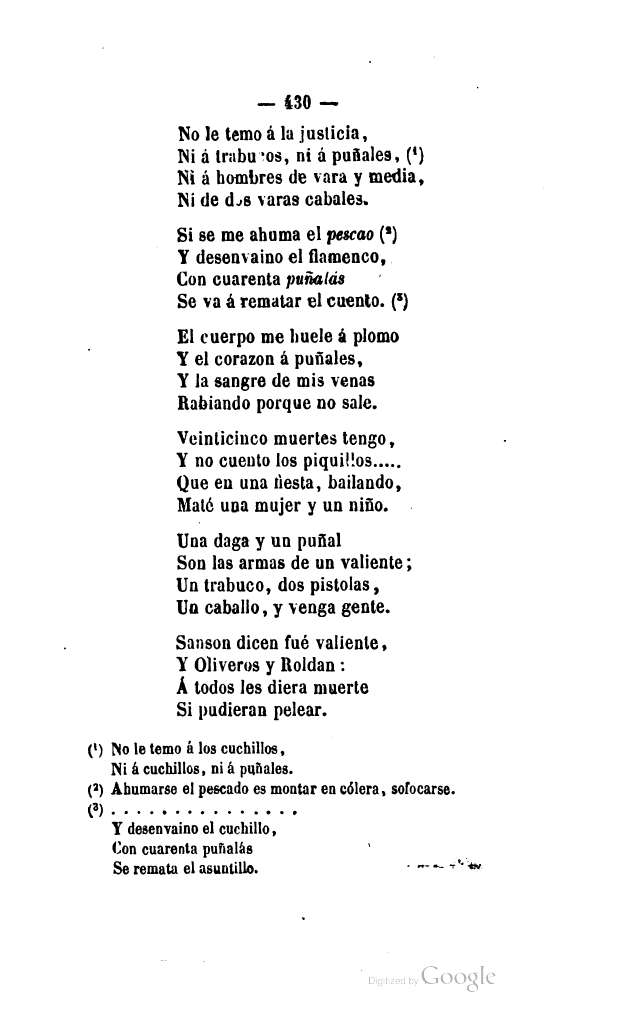 — 430 —
No le temo á la justicia,
Ni á trabucos, ni á puñales, (¹)
Ni á hombres de vara y media,
Ni de dos varas cabales.
Si se me ahuma el pescao (²)
Y desenvaino el flamenco,
Con cuarenta puñalás
Se va á rematar el cuento. (³)
El cuerpo me huele á plomo
Y el corazon á puñales,
Y la sangre de mis venas
Rabiando porque no sale.
Veinticinco muertes tengo,
Y no cuento los piquillos.....
Que en una fiesta, bailando,
Mató una mujer y un niño.
Una daga y un puñal
Son las armas de un valiente;
Un trabuco, dos pistolas,
Un caballo, y venga gente.
Sanson dicen fué valiente,
Y Oliveros y Roldan:
Á todos les diera muerte
Si pudieran pelear.
(¹) No le temo á los cuchillos,
Ni á cuchillos, ni á puñales.
(²) Ahumarse el pescado es montar en cólera, sofocarse.
(³) . . . . . . . . . . . . . . .
Y desenvaino el cuchillo,
Con cuarenta puñalás
Se remata el asuntillo.
Digitized by Google